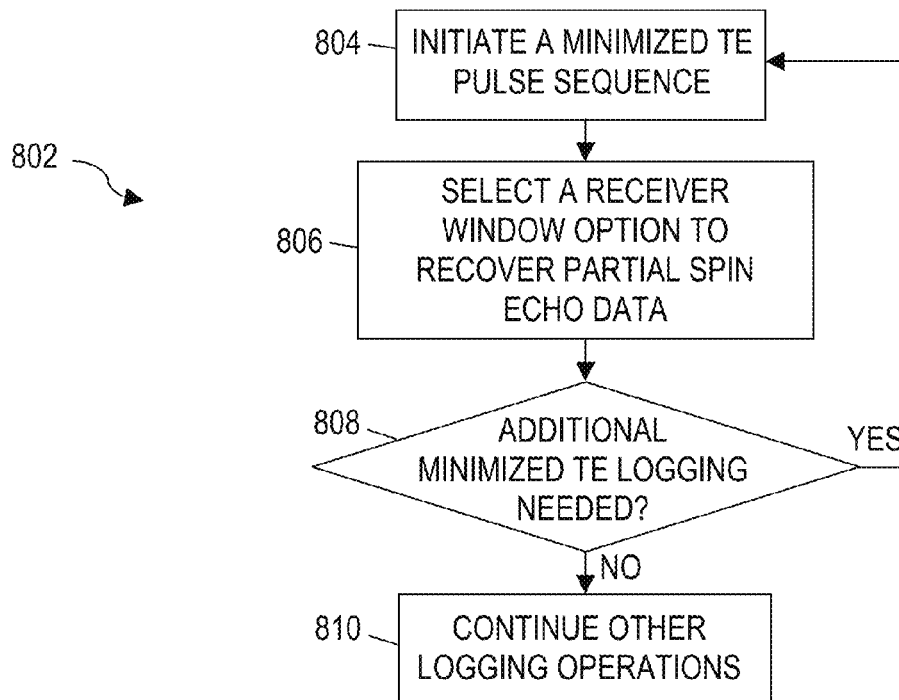 804
INITIATE A MINIMIZED TE
PULSE SEQUENCE
802
806
SELECT A RECEIVER
WINDOW OPTION TO
RECOVER PARTIAL SPIN
ECHO DATA
808
ADDITIONAL
MINIMIZED TE LOGGING
NEEDED?
YES
NO
810
CONTINUE OTHER
LOGGING OPERATIONS